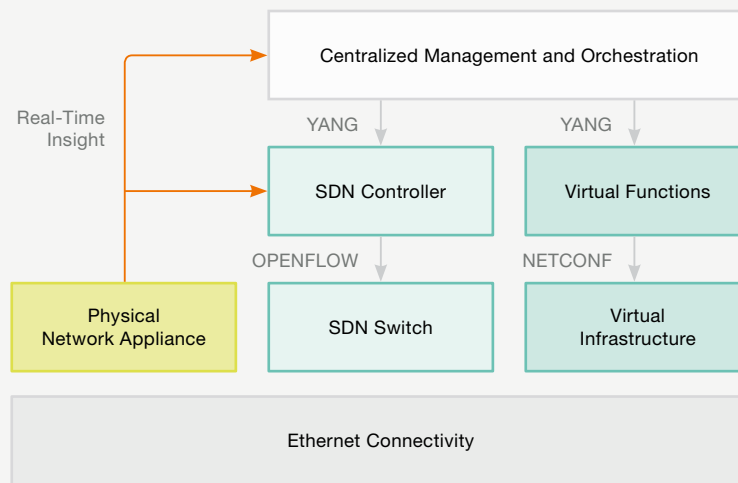 Centralized Management and Orchestration
Real-Time
Insight
YANG
YANG
SDN Controller
Virtual Functions
OPENFLOW
NETCONF
Physical
Network Appliance
SDN Switch
Virtual
Infrastructure
Ethernet Connectivity